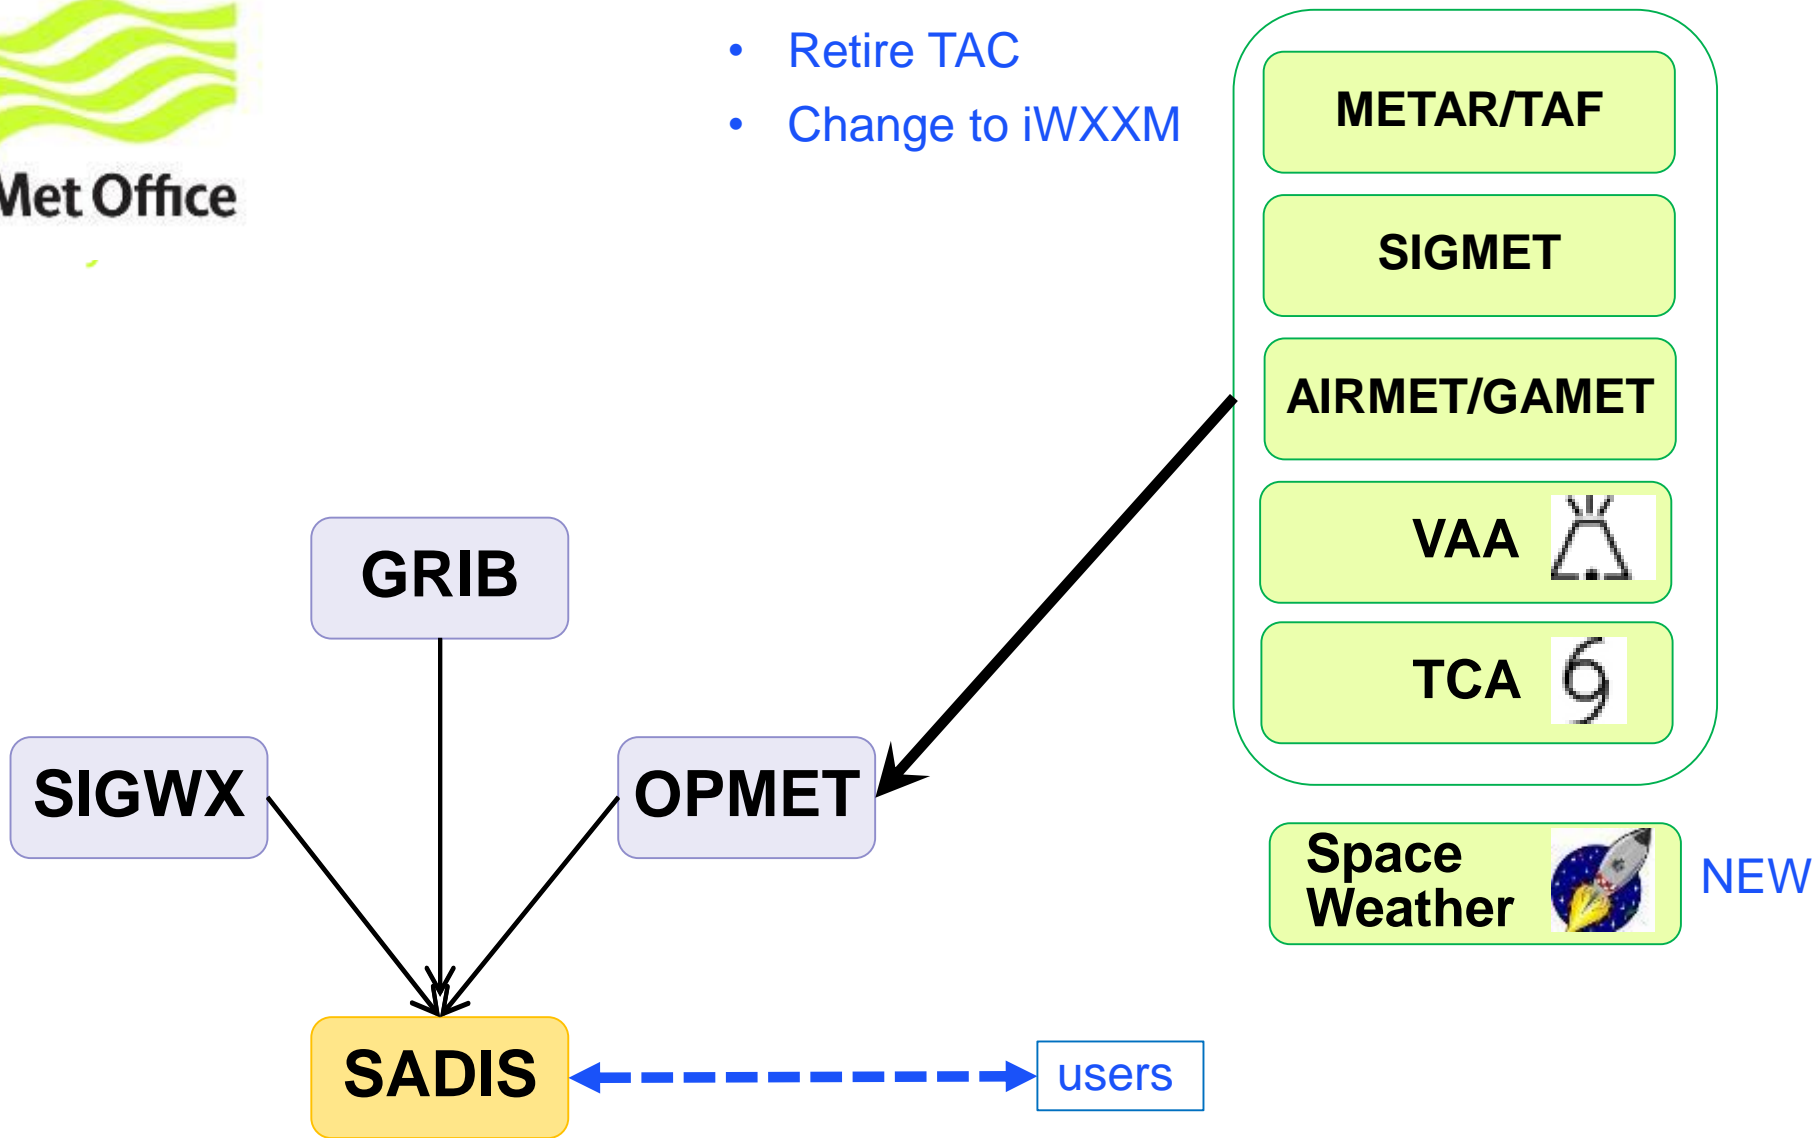 Met Office
• Retire TAC
• Change to iWXXM
METAR/TAF
SIGMET
AIRMET/GAMET
VAA
TCA
Space
Weather
NEW
GRIB
SIGWX
OPMET
SADIS
users